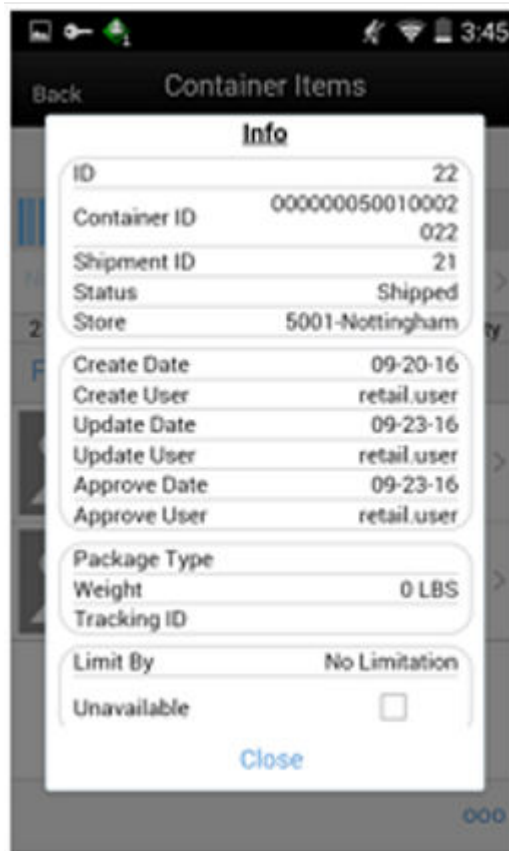 3:45
Back Container Items
Info
ID 22
Container ID 000000050010002
022
Shipment ID 21
Status Shipped
Store 5001-Nottingham
Create Date 09-20-16
Create User retail.user
Update Date 09-23-16
Update User retail.user
Approve Date 09-23-16
Approve User retail.user
Package Type
Weight 0 LBS
Tracking ID
Limit By No Limitation
Unavailable
Close